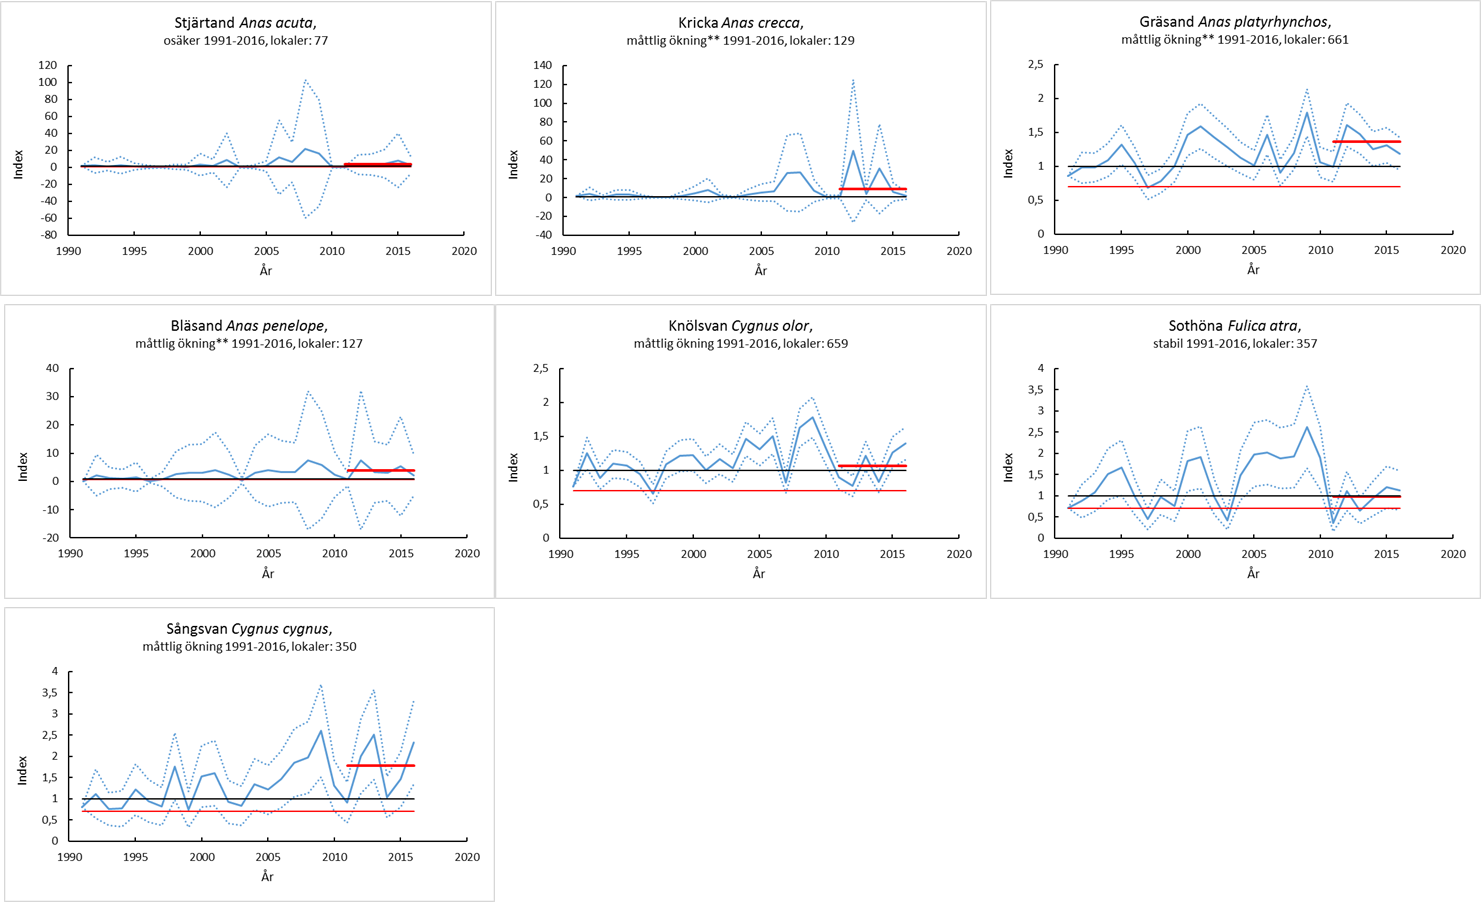 Stjärtand Anas acuta,
osäker 1991-2016, lokaler: 77
120
100
80
60
40
20
0
-20
-40
-60
-80
Index
1990 1995 2000 2005 2010 2015 2020
År
Kricka Anas crecca,
måttlig ökning** 1991-2016, lokaler: 129
140
120
100
80
60
40
20
0
-20
-40
Index
1990 1995 2000 2005 2010 2015 2020
År
Gräsand Anas platyrhynchos,
måttlig ökning** 1991-2016, lokaler: 661
2,5
2
1,5
1
0,5
0
Index
1990 1995 2000 2005 2010 2015 2020
År
Bläsand Anas penelope,
måttlig ökning** 1991-2016, lokaler: 127
40
30
20
10
0
-10
-20
Index
1990 1995 2000 2005 2010 2015 2020
År
Knölsvan Cygnus olor,
måttlig ökning 1991-2016, lokaler: 659
2,5
2
1,5
1
0,5
0
Index
1990 1995 2000 2005 2010 2015 2020
År
Sothöna Fulica atra,
stabil 1991-2016, lokaler: 357
4
3,5
3
2,5
2
1,5
1
0,5
0
Index
1990 1995 2000 2005 2010 2015 2020
År
Sångsvan Cygnus cygnus,
måttlig ökning 1991-2016, lokaler: 350
4
3,5
3
2,5
2
1,5
1
0,5
0
Index
1990 1995 2000 2005 2010 2015 2020
År